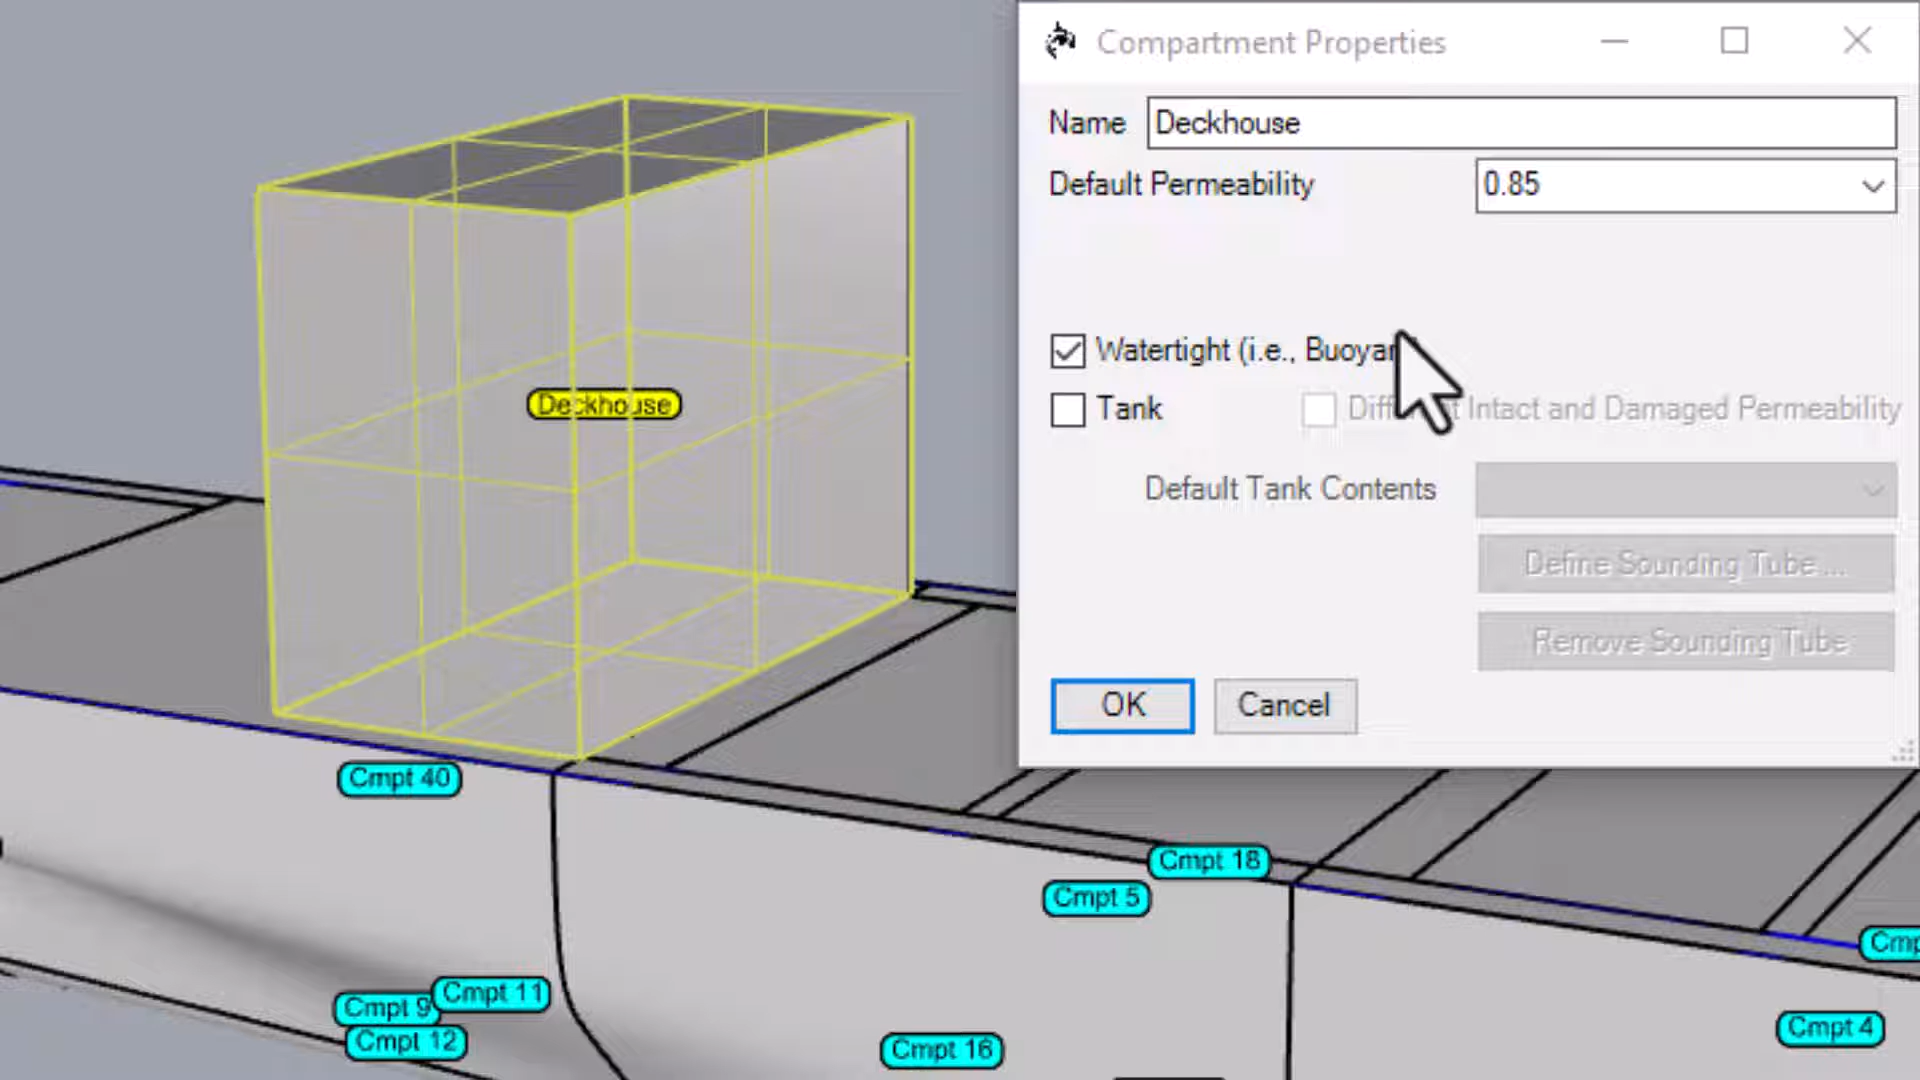 Compartment Properties
Name Deckhouse
Default Permeability 0.85
Watertight (i.e.,
Tank Intact and Damaged Permeability
Default Tank Contents
Define Sounding Tube ...
Remove Sounding Tube
OK Cancel
Deckhouse
Cmpt 40
Cmpt 18
Cmpt 5
Cmpt 11
Cmpt 9
Cmpt 12
Cmpt 16
Cmpt 4